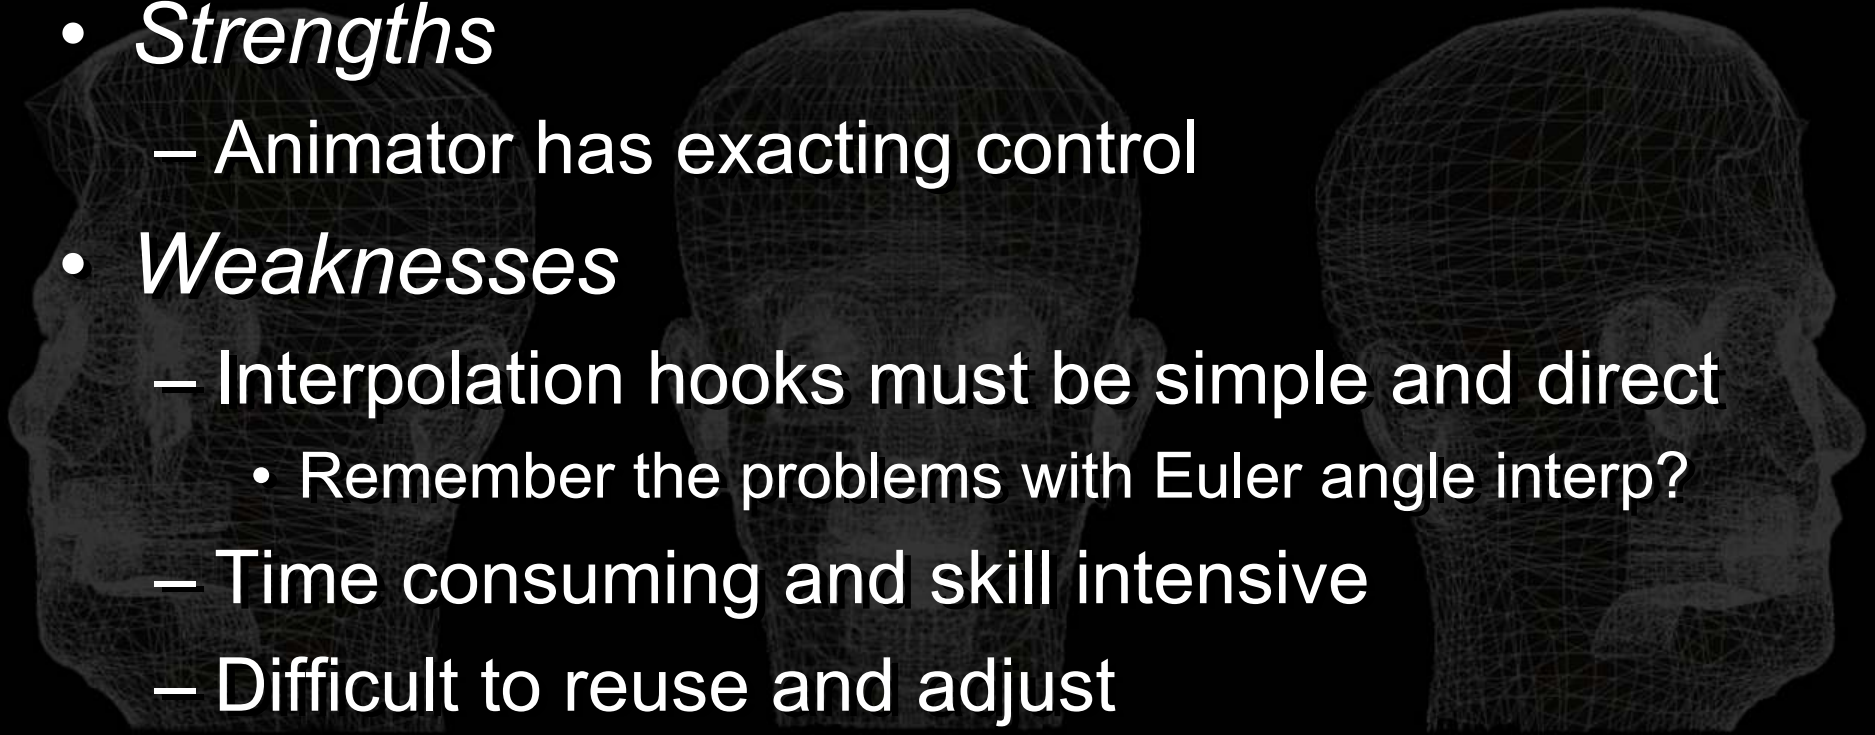 • Strengths
– Animator has exacting control
• Weaknesses
– Interpolation hooks must be simple and direct
• Remember the problems with Euler angle interp?
– Time consuming and skill intensive
– Difficult to reuse and adjust